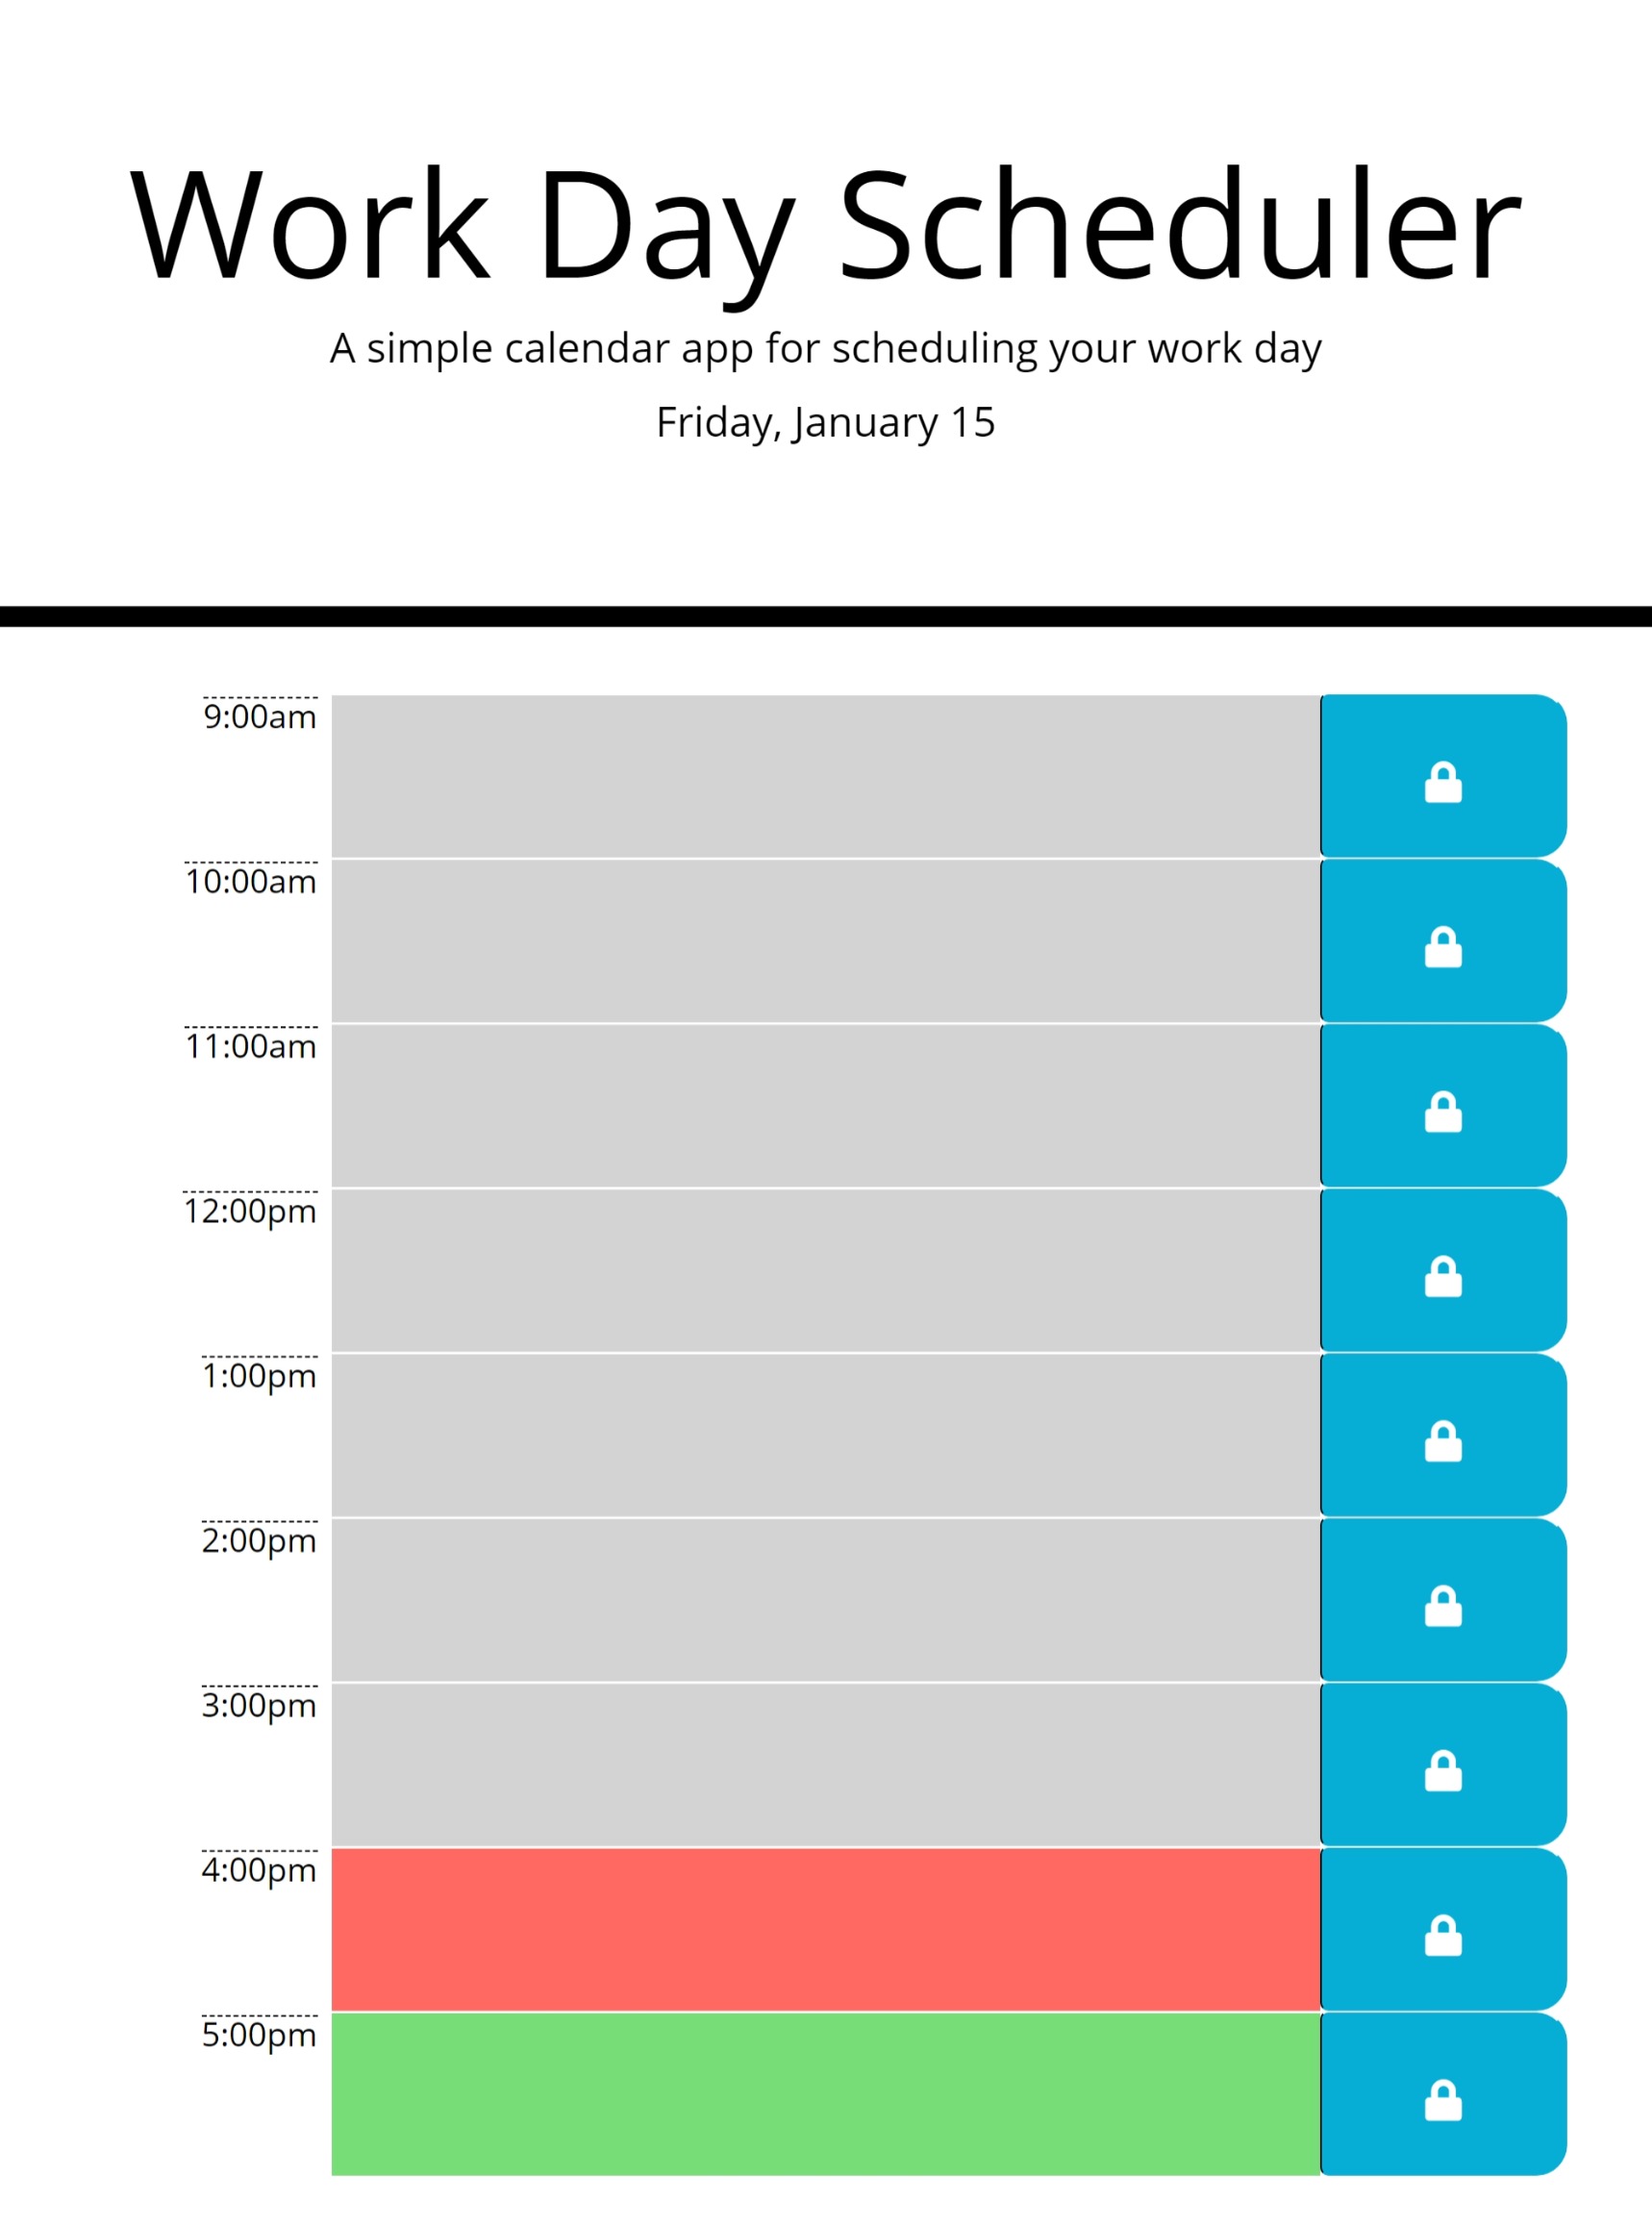 Work Day Scheduler
A simple calendar app for scheduling your work day
Friday, January 15
9:00am
10:00am
11:00am
12:00pm
1:00pm
2:00pm
3:00pm
4:00pm
5:00pm